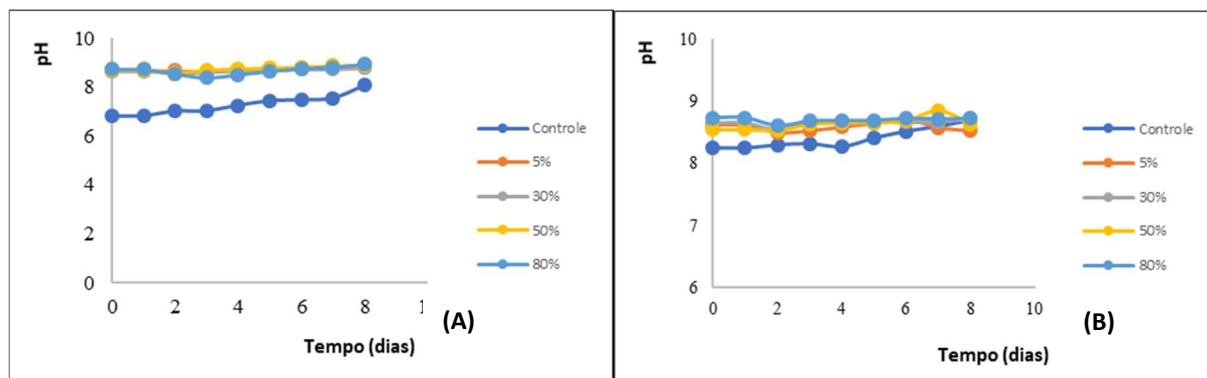 pH
10
8
6
4
2
0
0 2 4 6 8 1
Tempo (dias)
Controle
5%
30%
50%
80%
(A)
pH
10
9
8
7
6
0 2 4 6 8 10
Tempo (dias)
Controle
5%
30%
50%
80%
(B)